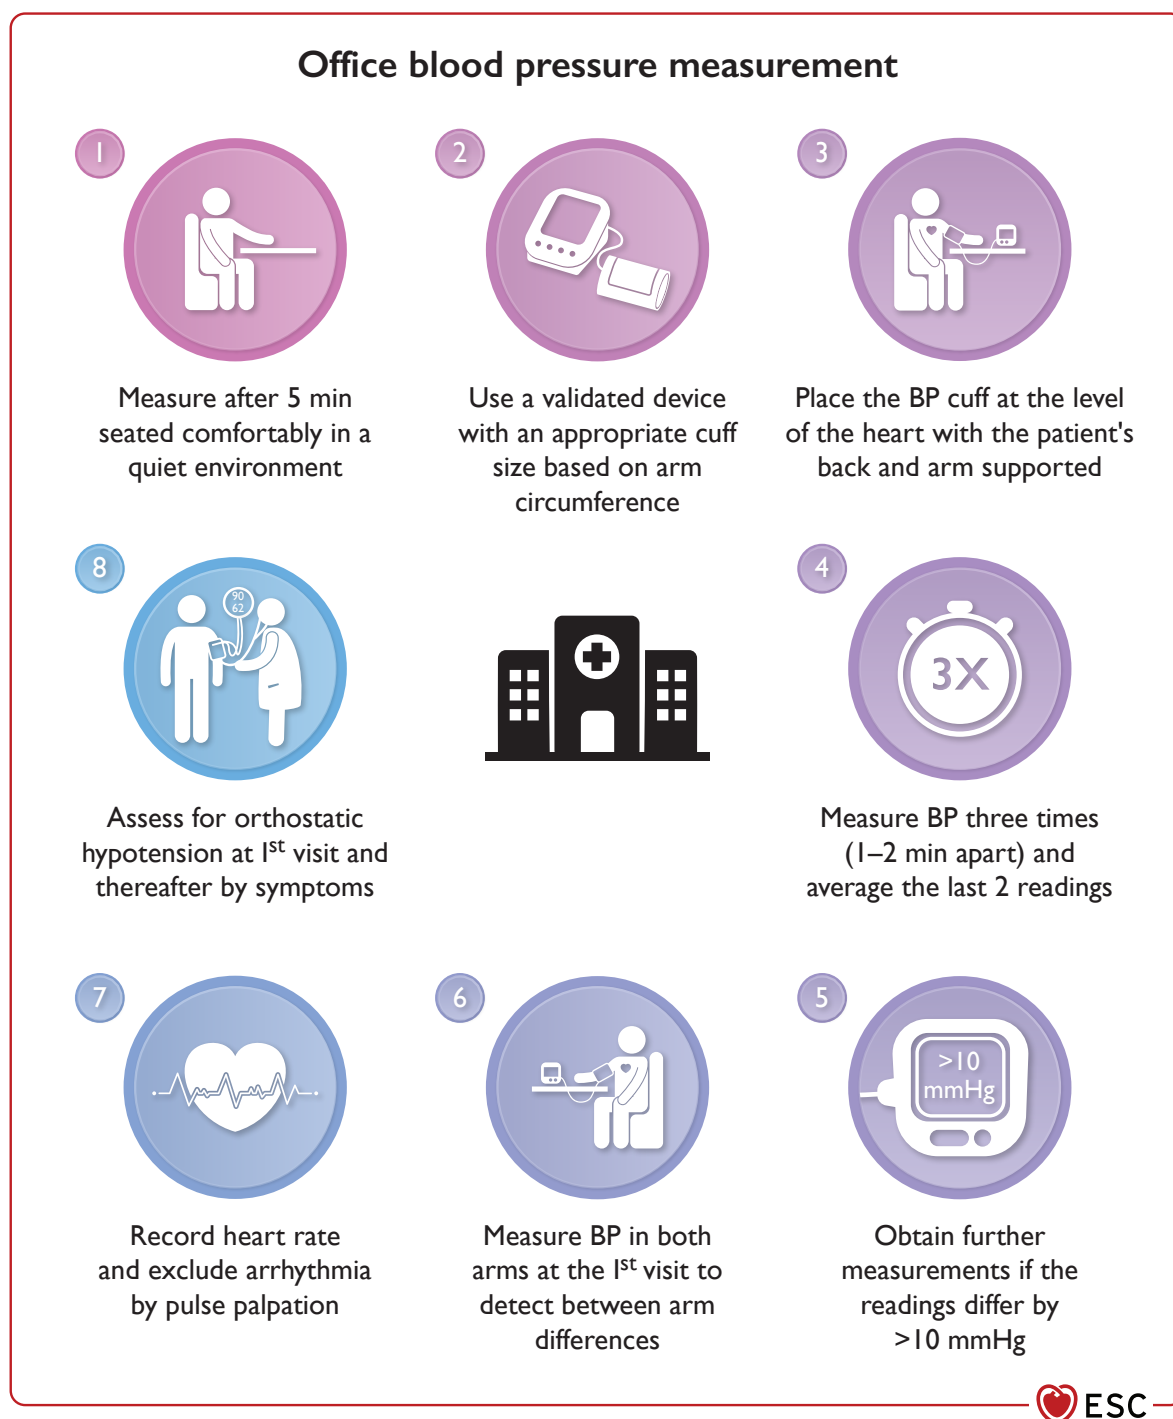 Office blood pressure measurement
1
Measure after 5 min
seated comfortably in a
quiet environment
2
Use a validated device
with an appropriate cuff
size based on arm
circumference
3
Place the BP cuff at the level
of the heart with the patient's
back and arm supported
4
3X
Measure BP three times
(1–2 min apart) and
average the last 2 readings
5
>10
mmHg
Obtain further
measurements if the
readings differ by
>10 mmHg
6
Measure BP in both
arms at the 1st visit to
detect between arm
differences
7
Record heart rate
and exclude arrhythmia
by pulse palpation
8
90
62
Assess for orthostatic
hypotension at 1st visit and
thereafter by symptoms
ESC